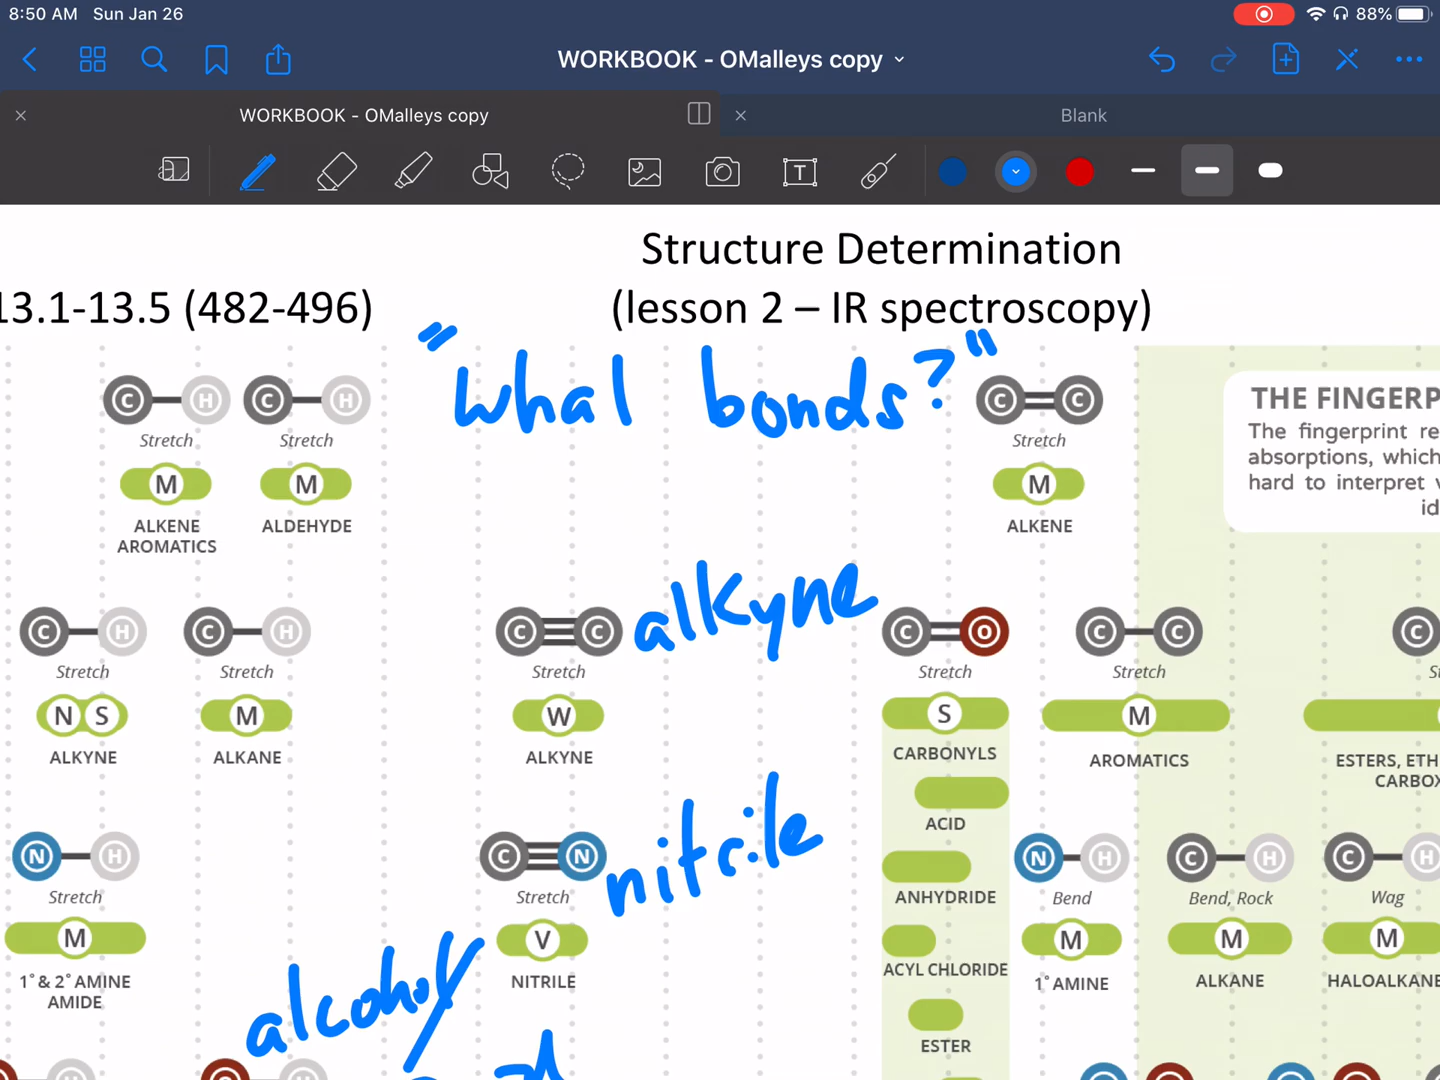 8:50 AM Sun Jan 26
88%
WORKBOOK - OMalleys copy
WORKBOOK - OMalleys copy
Blank
T
Structure Determination
13.1-13.5 (482-496)
(lesson 2 – IR spectroscopy)
"what bonds?"
C H C H C C
Stretch Stretch Stretch
M M M
ALKENE
AROMATICS
ALDEHYDE
ALKENE
THE FINGERP
The fingerprint re
absorptions, which
hard to interpret v
id
alkyne
C H C H C C C O C C C
Stretch Stretch Stretch Stretch Stretch St
N S M W S M
ALKYNE ALKANE ALKYNE CARBONYLS AROMATICS
ESTERS, ETH
CARBOX
ACID
nitrile
N H C N N H C H C H
Stretch Stretch Bend Bend, Rock Wag
M V M M M
1° & 2° AMINE
AMIDE
NITRILE
ANHYDRIDE
ACYL CHLORIDE
1° AMINE ALKANE HALOALKANE
alcohol
ESTER